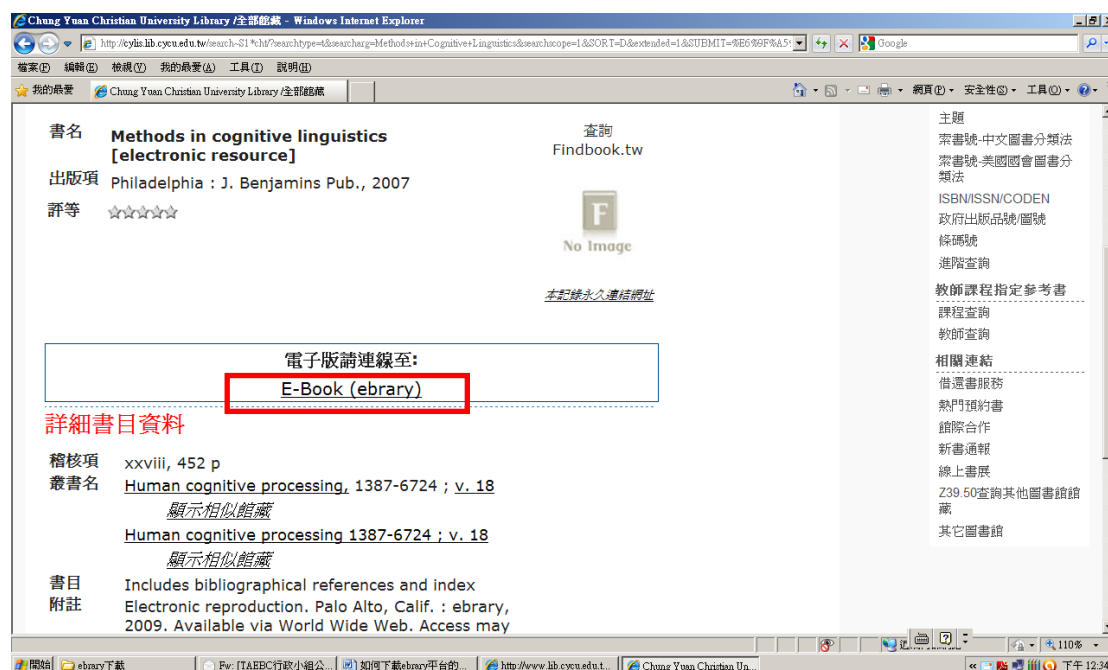 Chung Yuan Christian University Library /全部館藏 - Windows Internet Explorer
http://cylis.lib.cycu.edu.tw/search~S1*cht/?searchtype=t&searcharg=Methods+in+Cognitive+Linguistics&searchscope=1&SORT=D&extended=1&SUBMIT=%E6%9F%A5
Google
檔案(F) 編輯(E) 檢視(V) 我的最愛(A) 工具(T) 說明(H)
我的最愛 Chung Yuan Christian University Library /全部館藏 網頁(P) 安全性(S) 工具(O)
書名 Methods in cognitive linguistics
[electronic resource]
出版項 Philadelphia : J. Benjamins Pub., 2007
評等
查詢
Findbook.tw
F
No Image
本記錄永久連結網址
電子版請連線至:
E-Book (ebrary)
詳細書目資料
稽核項 xxviii, 452 p
叢書名 Human cognitive processing, 1387-6724 ; v. 18
顯示相似館藏
Human cognitive processing 1387-6724 ; v. 18
顯示相似館藏
書目 Includes bibliographical references and index
附註 Electronic reproduction. Palo Alto, Calif. : ebrary,
2009. Available via World Wide Web. Access may
主題
索書號-中文圖書分類法
索書號-美國國會圖書分
類法
ISBN/ISSN/CODEN
政府出版品號/圖號
條碼號
進階查詢
教師課程指定參考書
課程查詢
教師查詢
相關連結
借還書服務
熱門預約書
館際合作
新書通報
線上書展
Z39.50查詢其他圖書館館
藏
其它圖書館
110%
開始 ebrary下載 Fw: [TAEBC行政小組公... 如何下載ebrary平台的... http://www.lib.cycu.edu.t... Chung Yuan Christian Un... 下午 12:34